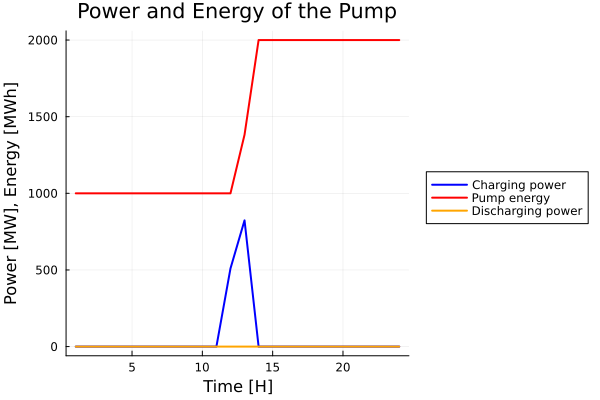 Power and Energy of the Pump
Power [MW], Energy [MWh]
2000
1500
1000
500
0
5 10 15 20
Time [H]
Charging power
Pump energy
Discharging power